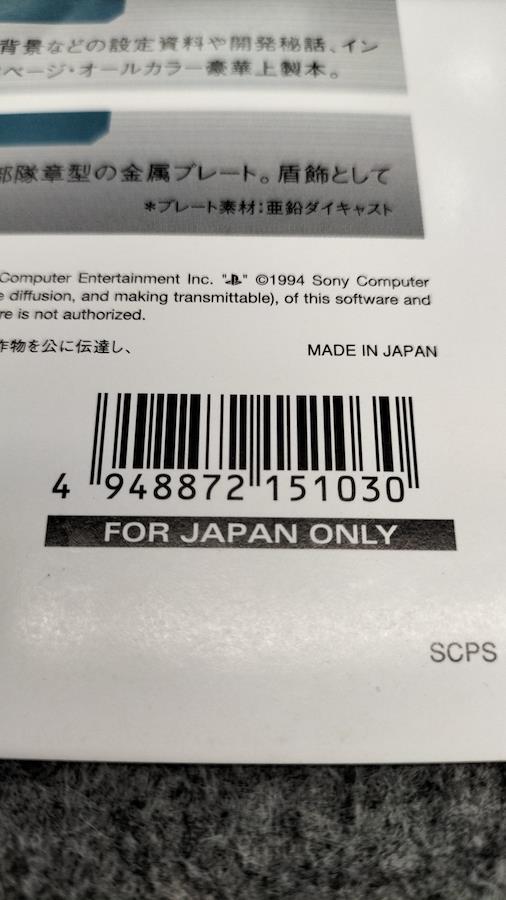 背景などの設定資料や開発秘話、イン
ページ・オールカラー豪華上製本。
部隊章型の金属プレート。盾飾として
*プレート素材：亜鉛ダイキャスト
Computer Entertainment Inc. "PS" ©1994 Sony Computer
e diffusion, and making transmittable), of this software and
re is not authorized.
作物を公に伝達し、
MADE IN JAPAN
4 948872 151030
FOR JAPAN ONLY
SCPS